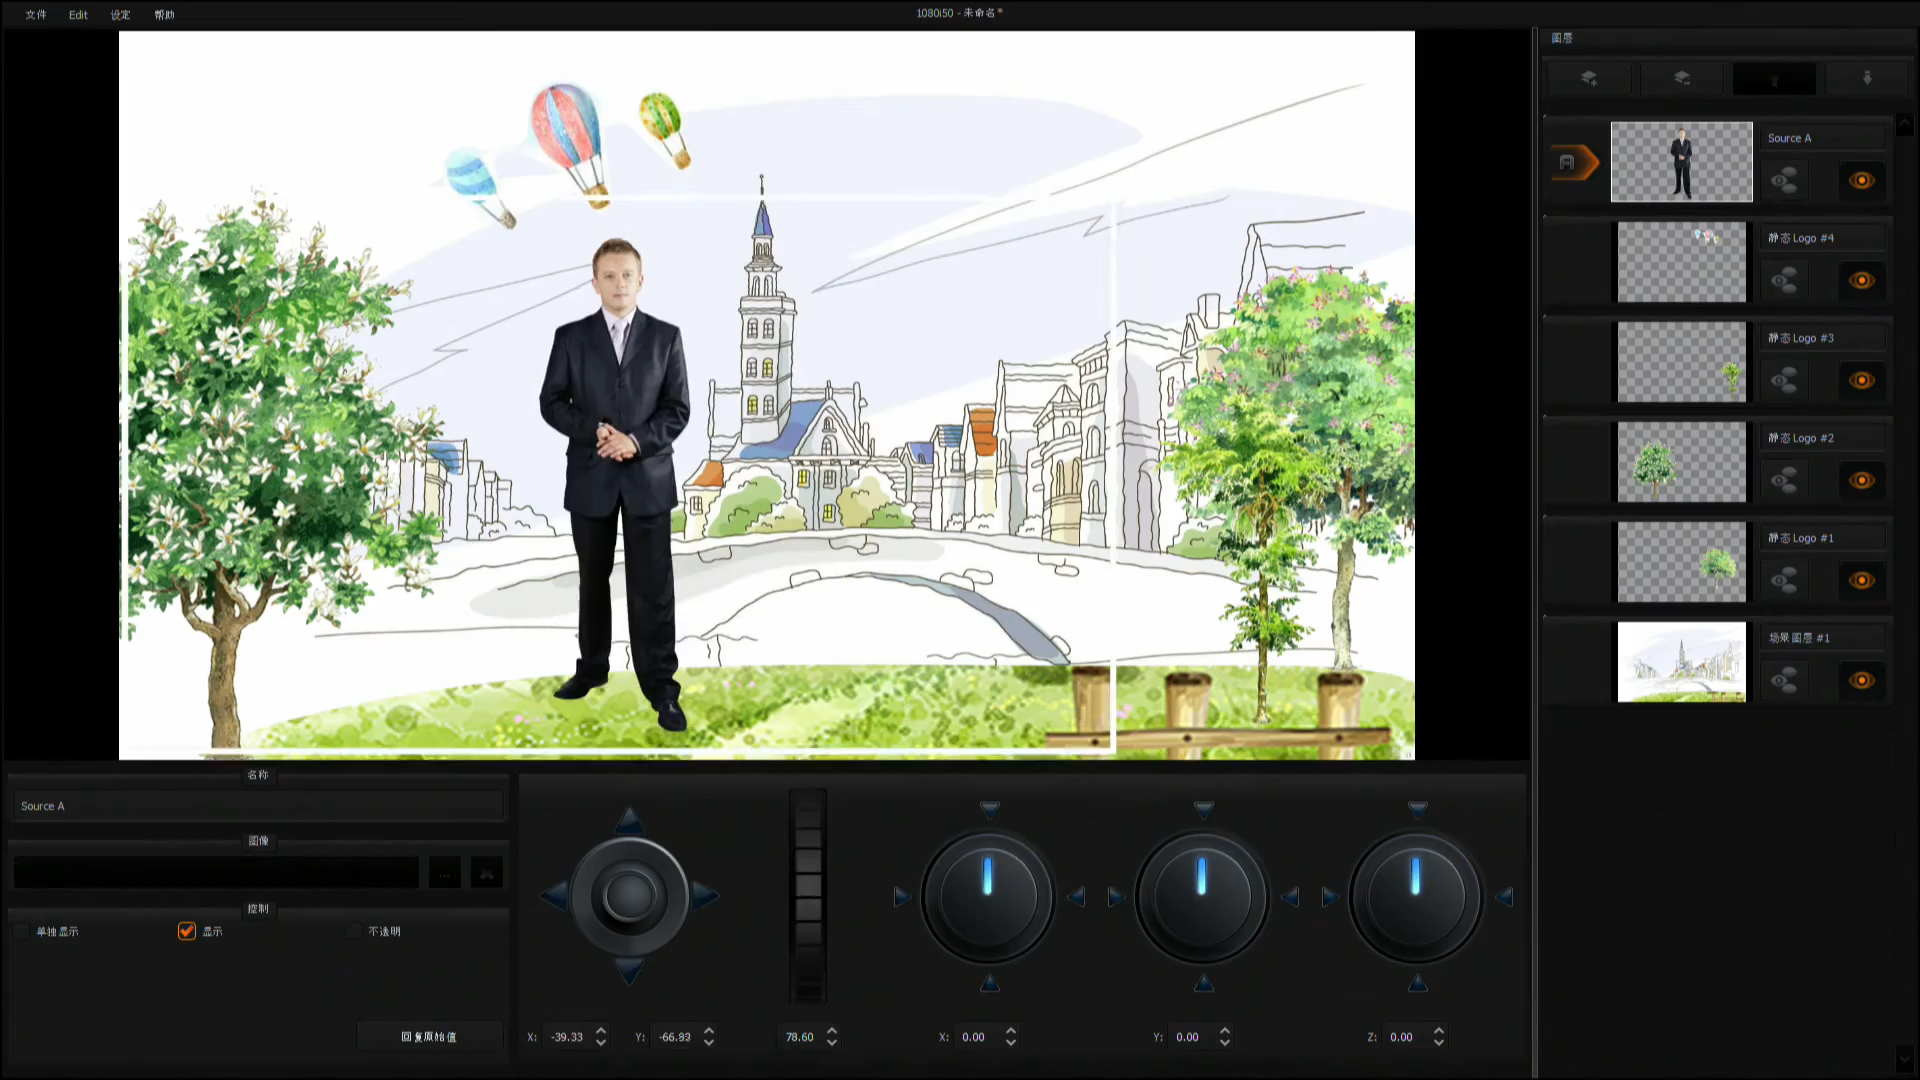 文件 Edit 设定 帮助
1080i50 - 未命名*
图层
Source A
静态 Logo #4
静态 Logo #3
静态 Logo #2
静态 Logo #1
场景图层 #1
名称
Source A
图像
...
控制
单独显示 显示 不透明
回复原始值
X: -39.33 Y: -66.93 78.60 X: 0.00 Y: 0.00 Z: 0.00